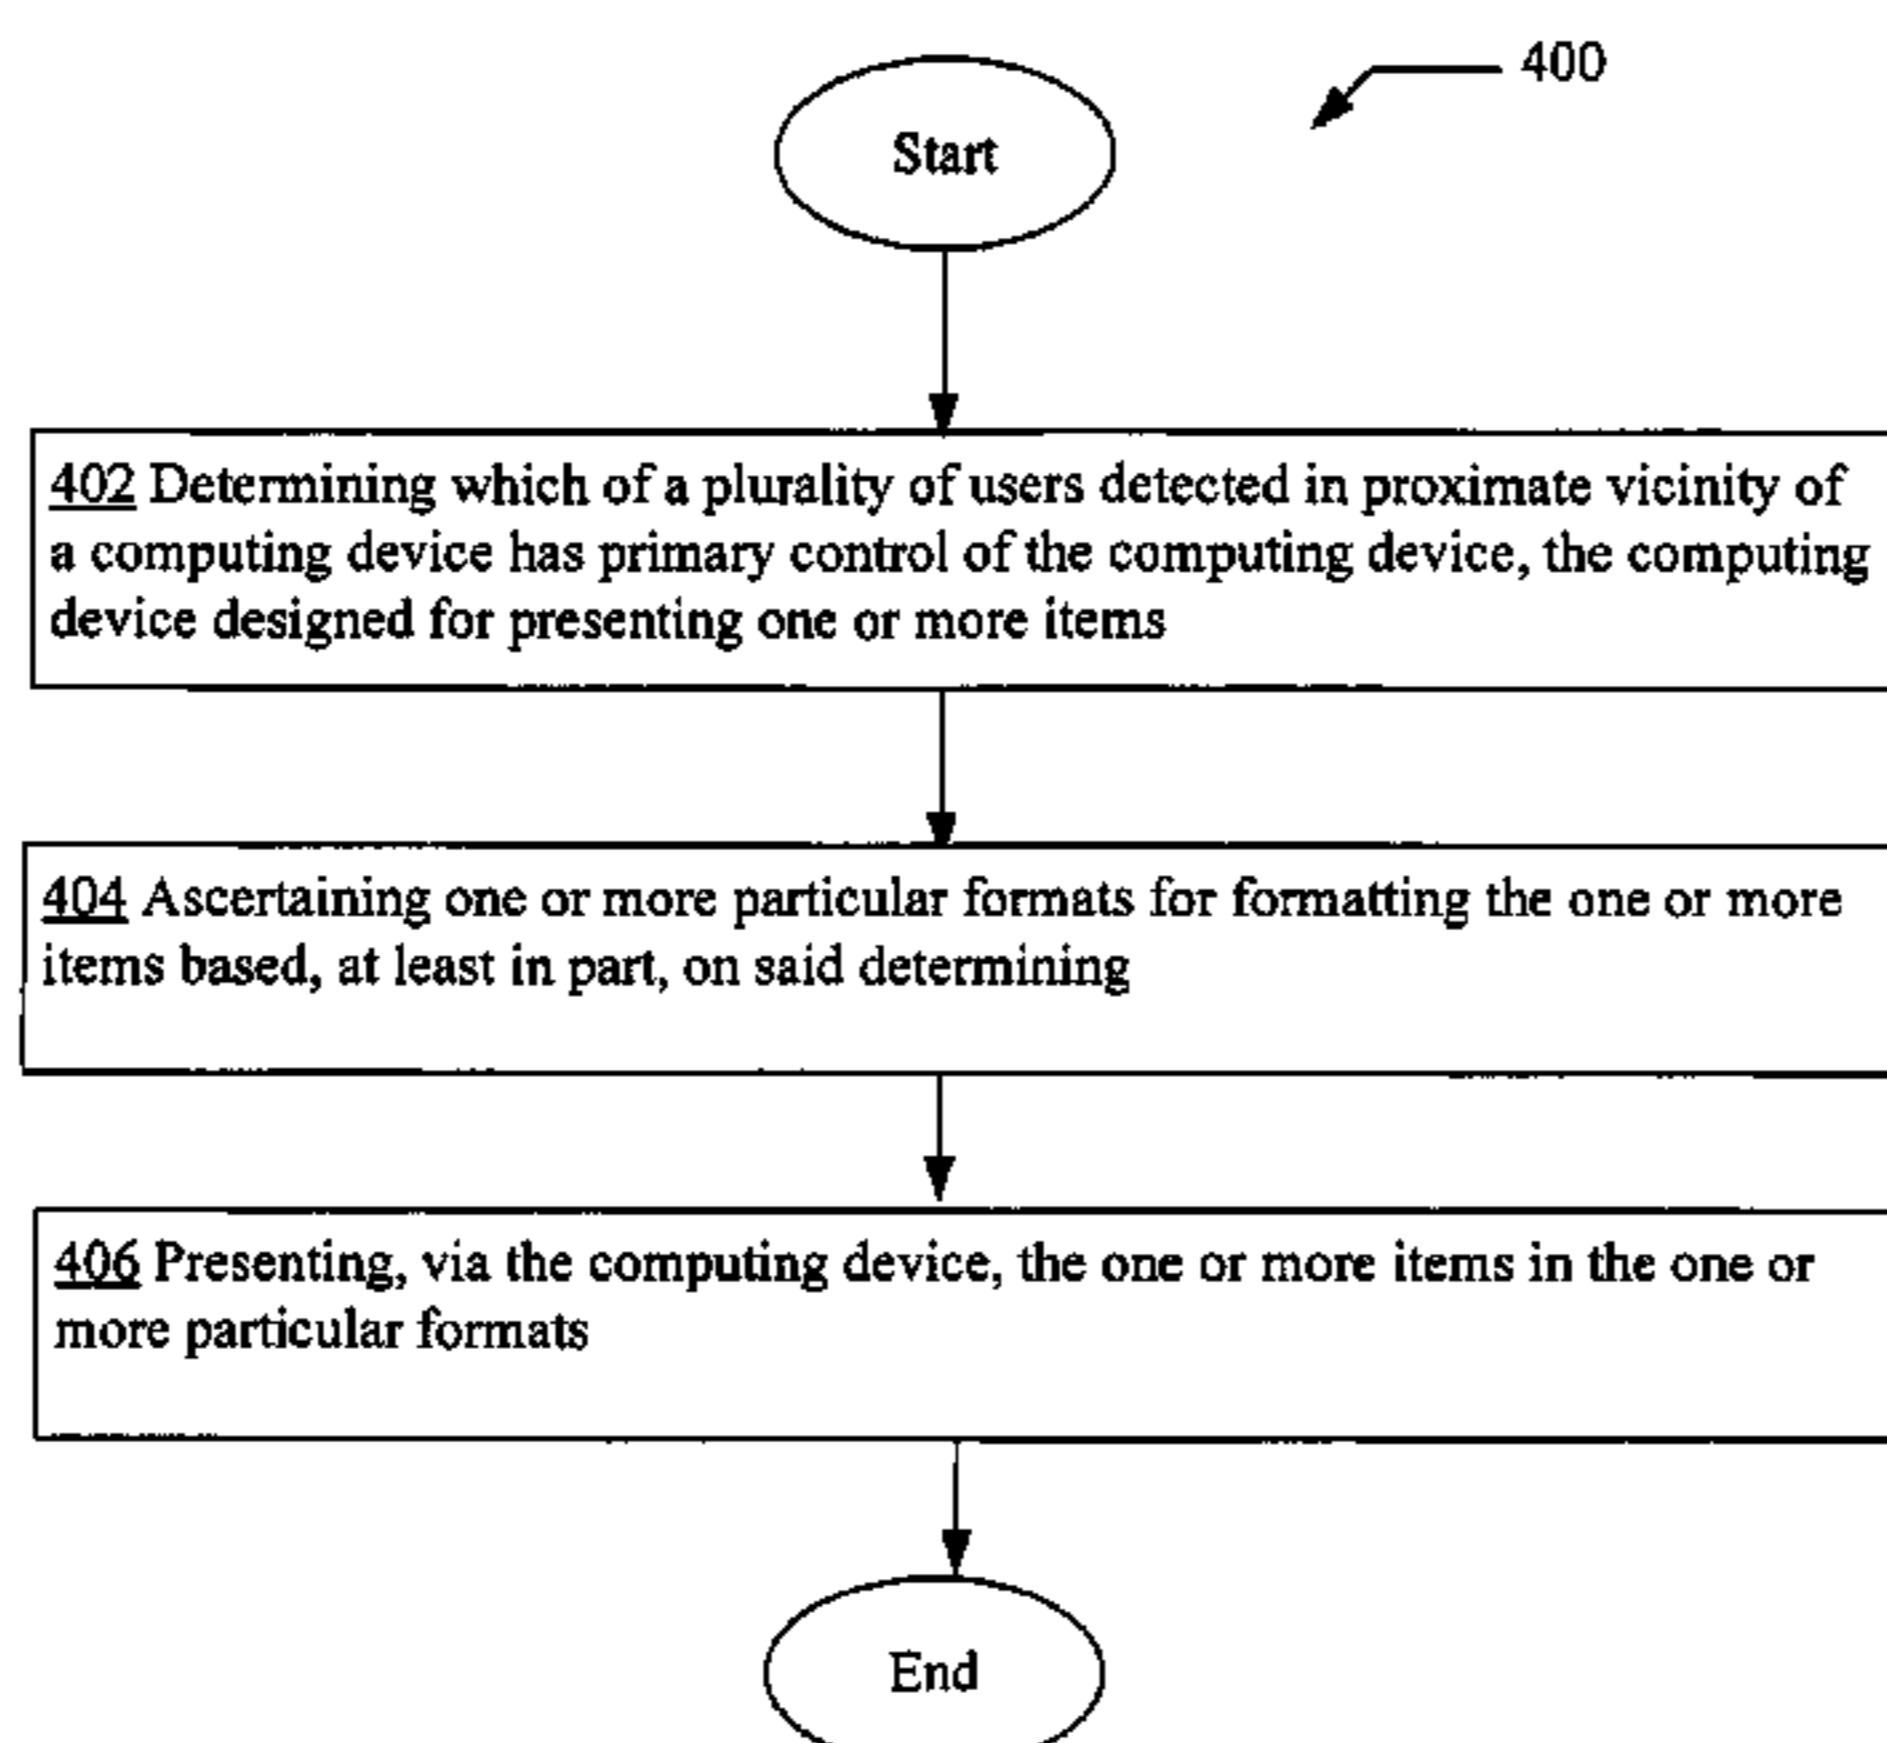 400
Start
402 Determining which of a plurality of users detected in proximate vicinity of
a computing device has primary control of the computing device, the computing
device designed for presenting one or more items
404 Ascertaining one or more particular formats for formatting the one or more
items based, at least in part, on said determining
406 Presenting, via the computing device, the one or more items in the one or
more particular formats
End